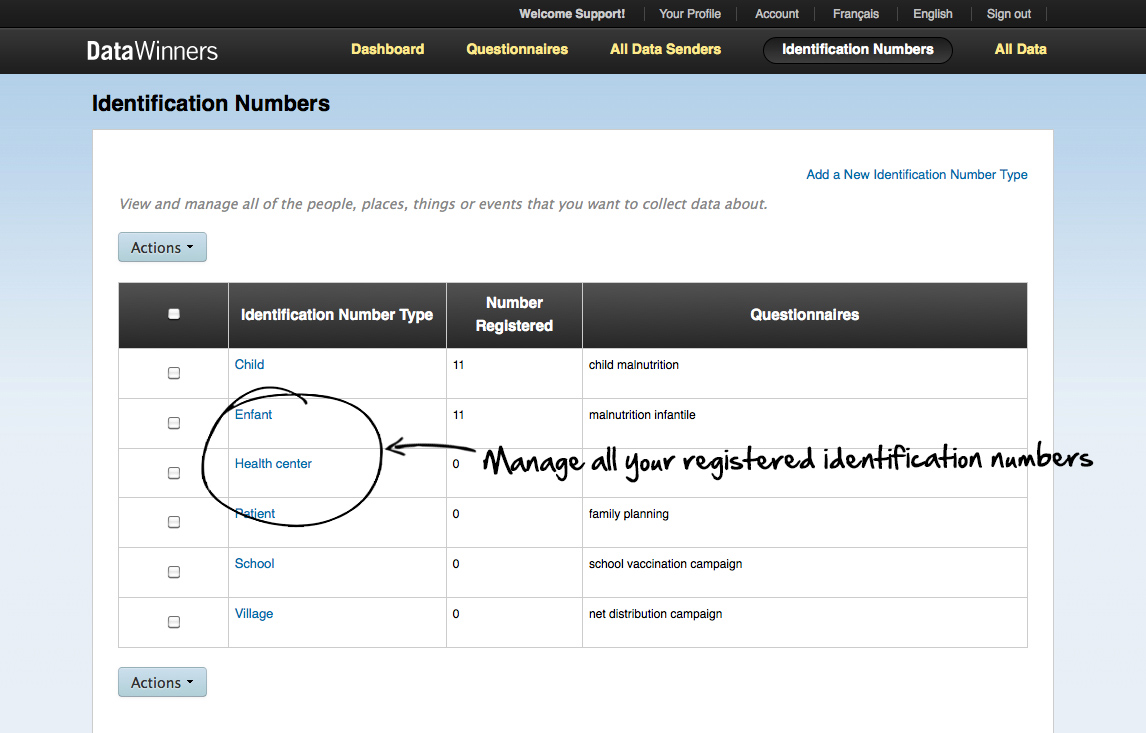 Welcome Support! Your Profile Account Français English Sign out
DataWinners Dashboard Questionnaires All Data Senders Identification Numbers All Data
Identification Numbers
Add a New Identification Number Type
View and manage all of the people, places, things or events that you want to collect data about.
Actions
Identification Number Type Number Registered Questionnaires
Child 11 child malnutrition
Enfant 11 malnutrition infantile
Health center 0
Manage all your registered identification numbers
Patient 0 family planning
School 0 school vaccination campaign
Village 0 net distribution campaign
Actions